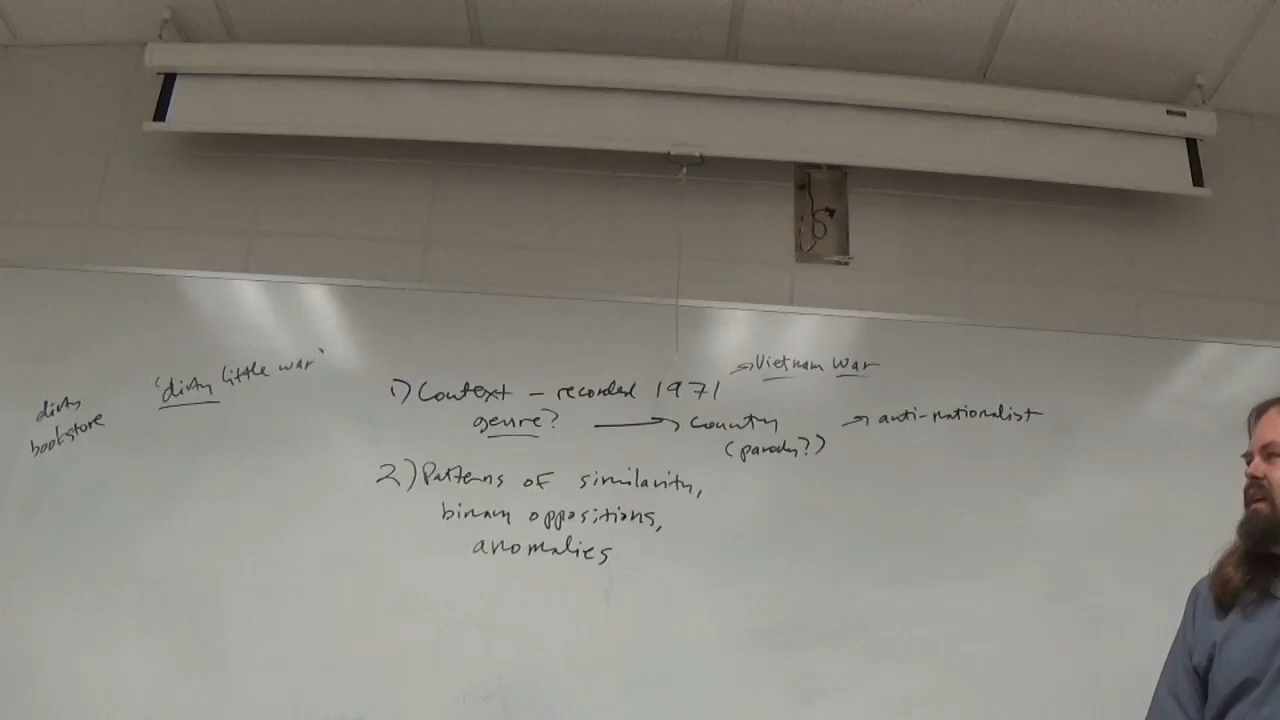 dirty
bookstore
'dirty little war'
→ Vietnam War
1) Context – recorded 1971
genre? → Country → anti-nationalist
(parody?)
2) Patterns of similarity,
binary oppositions,
anomalies